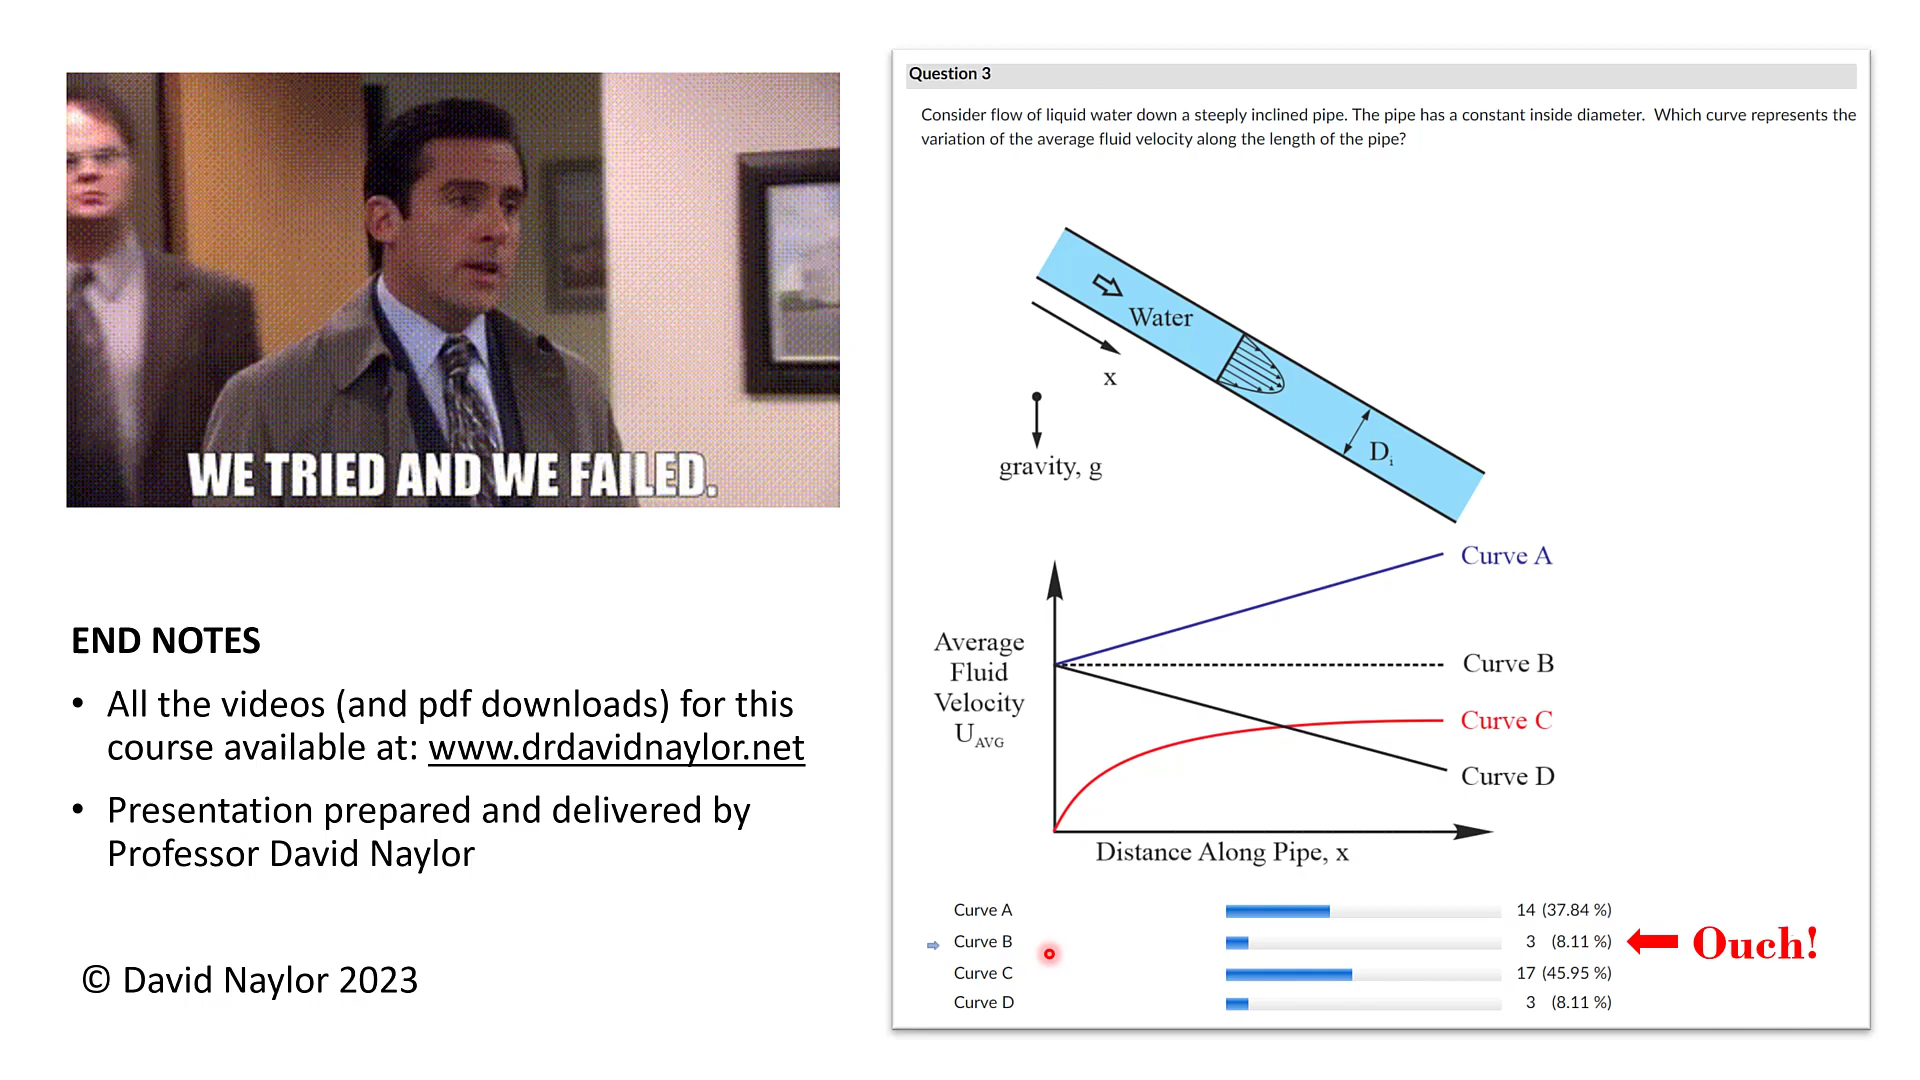 WE TRIED AND WE FAILED.
END NOTES
• All the videos (and pdf downloads) for this
course available at: www.drdavidnaylor.net
• Presentation prepared and delivered by
Professor David Naylor
© David Naylor 2023
Question 3
Consider flow of liquid water down a steeply inclined pipe. The pipe has a constant inside diameter. Which curve represents the
variation of the average fluid velocity along the length of the pipe?
Water
x
gravity, g
Di
Curve A
Average
Fluid
Velocity
UAVG
Curve B
Curve C
Curve D
Distance Along Pipe, x
Curve A 14 (37.84 %)
Curve B 3 (8.11 %) Ouch!
Curve C 17 (45.95 %)
Curve D 3 (8.11 %)